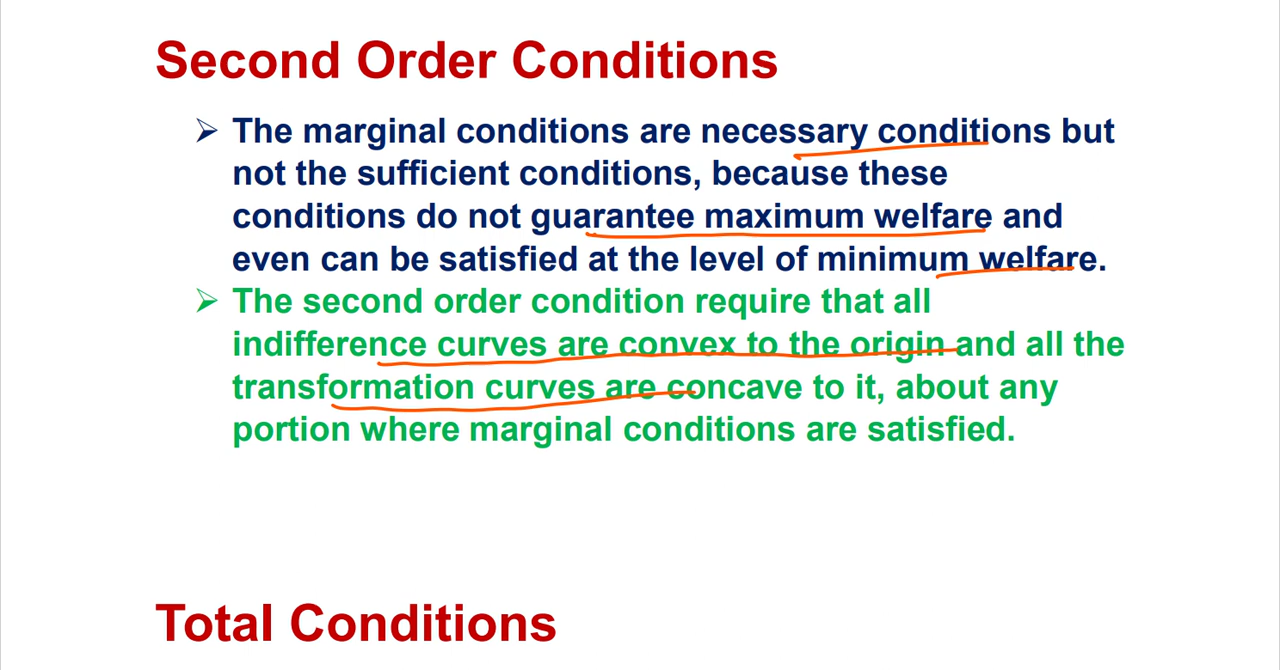 Second Order Conditions
The marginal conditions are necessary conditions but
not the sufficient conditions, because these
conditions do not guarantee maximum welfare and
even can be satisfied at the level of minimum welfare.
The second order condition require that all
indifference curves are convex to the origin and all the
transformation curves are concave to it, about any
portion where marginal conditions are satisfied.
Total Conditions